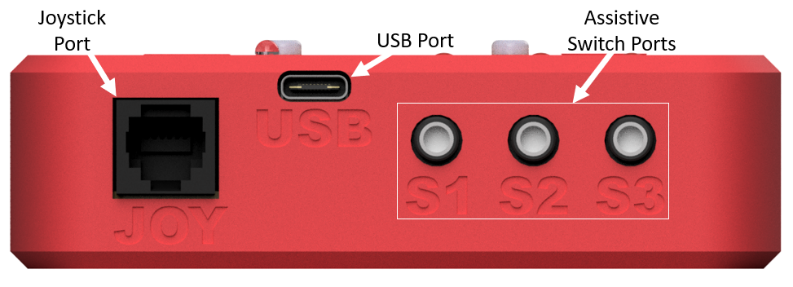 Joystick
Port
USB Port
Assistive
Switch Ports
USB
JOY
S1 S2 S3